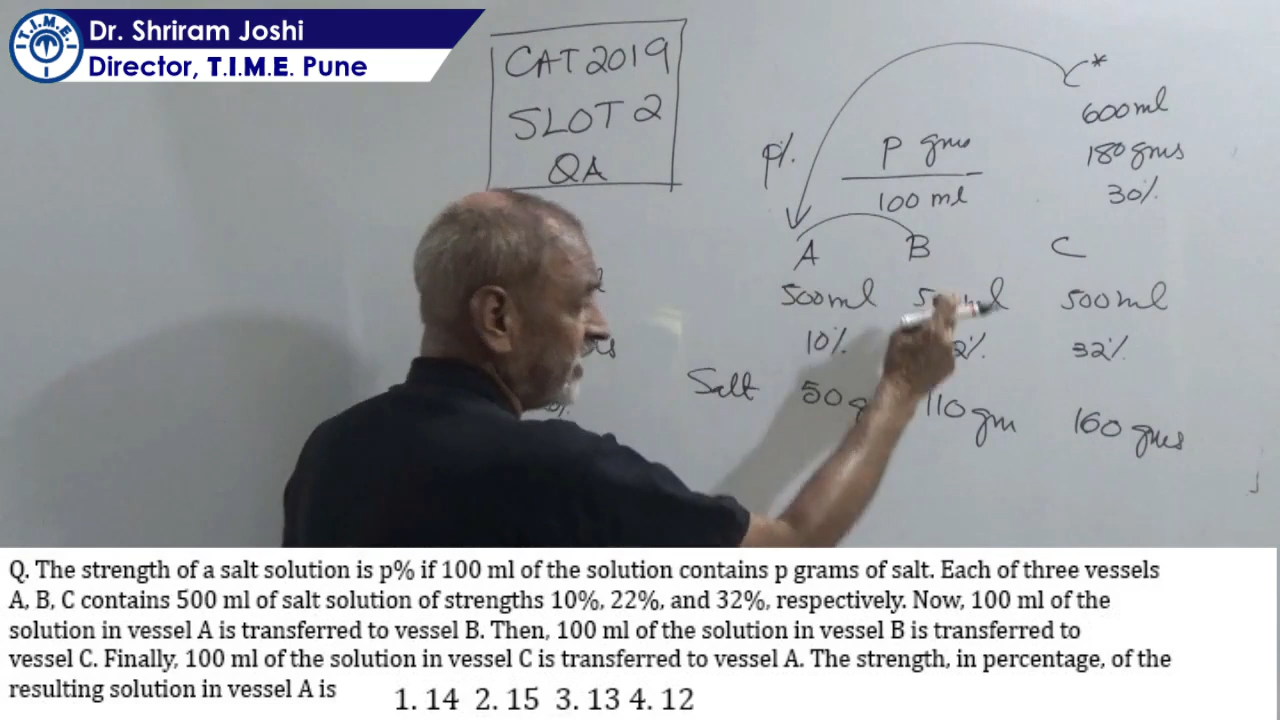 T.I.M.E.
Dr. Shriram Joshi
Director, T.I.M.E. Pune
CAT 2019
SLOT 2
QA
*
600 ml
180 gms
30%
p%
P gms
100 ml
A B C
500 ml 500 ml
10% 2% 32%
Salt 50 g 110 gm 160 gms
Q. The strength of a salt solution is p% if 100 ml of the solution contains p grams of salt. Each of three vessels
A, B, C contains 500 ml of salt solution of strengths 10%, 22%, and 32%, respectively. Now, 100 ml of the
solution in vessel A is transferred to vessel B. Then, 100 ml of the solution in vessel B is transferred to
vessel C. Finally, 100 ml of the solution in vessel C is transferred to vessel A. The strength, in percentage, of the
resulting solution in vessel A is 1. 14 2. 15 3. 13 4. 12